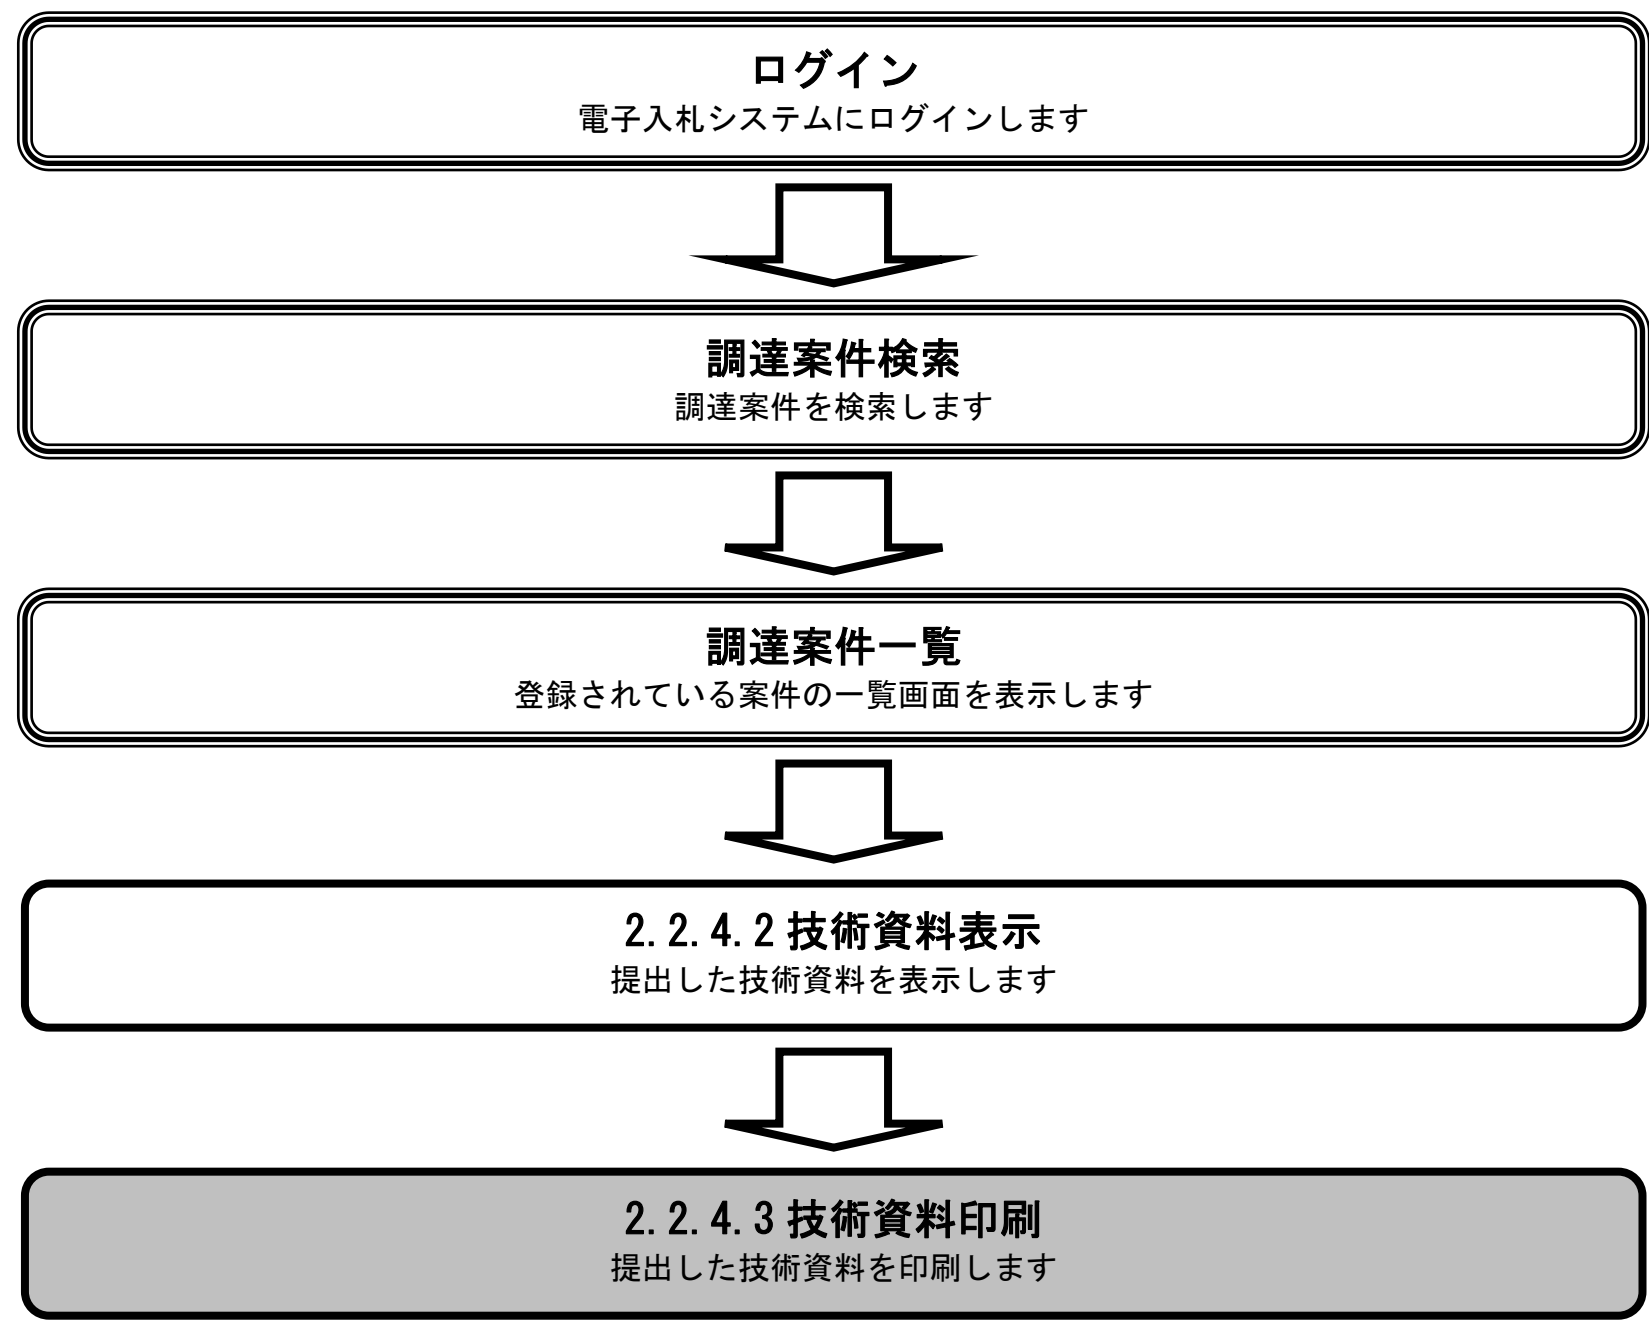 ログイン
電子入札システムにログインします
調達案件検索
調達案件を検索します
調達案件一覧
登録されている案件の一覧画面を表示します
2.2.4.2 技術資料表示
提出した技術資料を表示します
2.2.4.3 技術資料印刷
提出した技術資料を印刷します